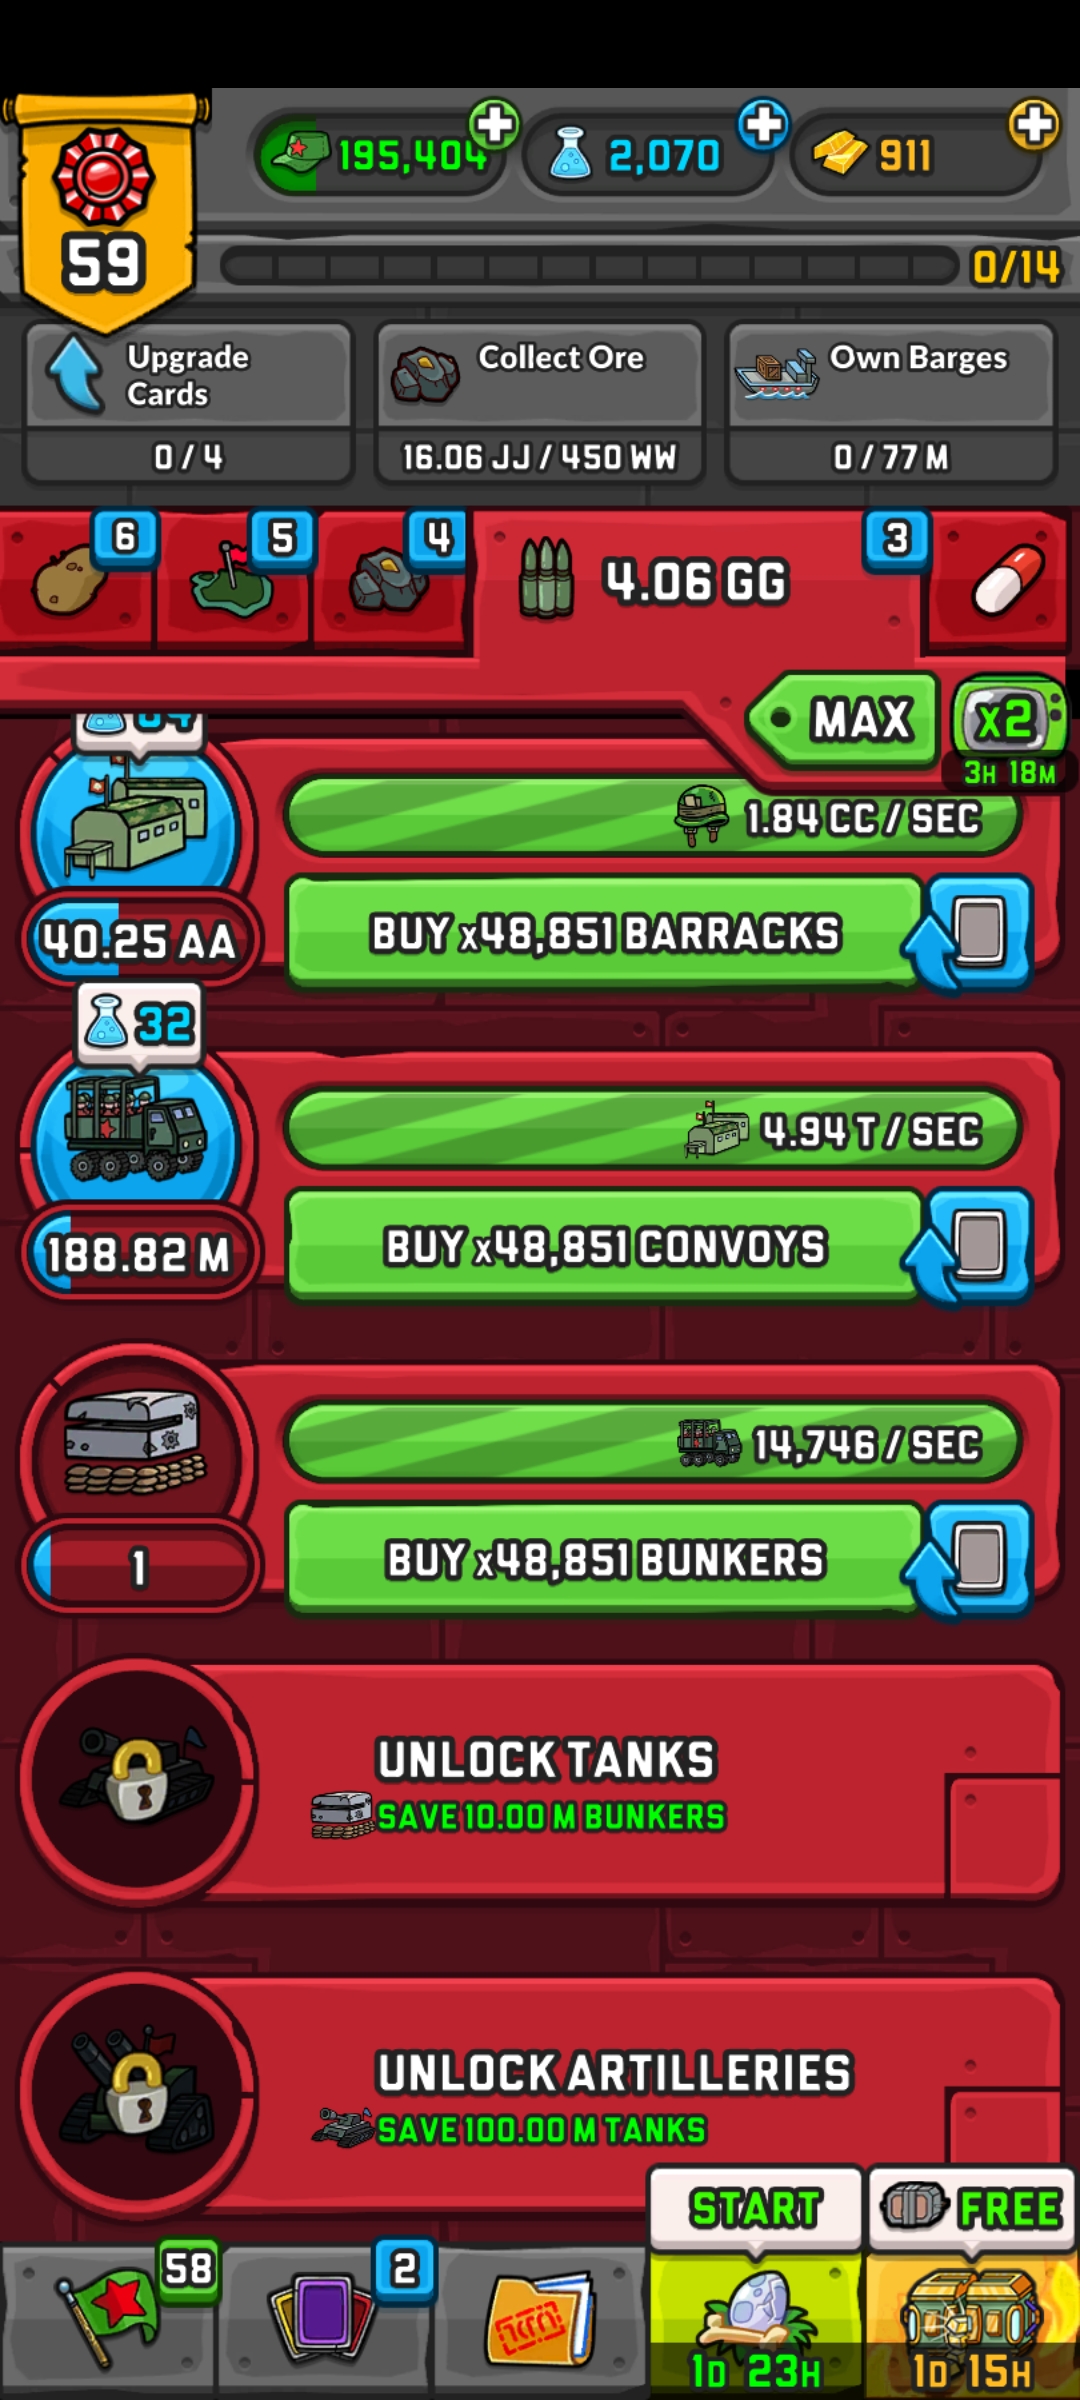 195,404
2,070
911
59
0/14
Upgrade
Cards
0 / 4
Collect Ore
16.06 JJ / 450 WW
Own Barges
0 / 77 M
6
5
4
4.06 GG
3
MAX
x2
3H 18M
1.84 CC / SEC
40.25 AA
BUY x48,851 BARRACKS
32
4.94 T / SEC
188.82 M
BUY x48,851 CONVOYS
14,746 / SEC
1
BUY x48,851 BUNKERS
UNLOCK TANKS
SAVE 10.00 M BUNKERS
UNLOCK ARTILLERIES
SAVE 100.00 M TANKS
START
FREE
58
2
1D 23H
1D 15H